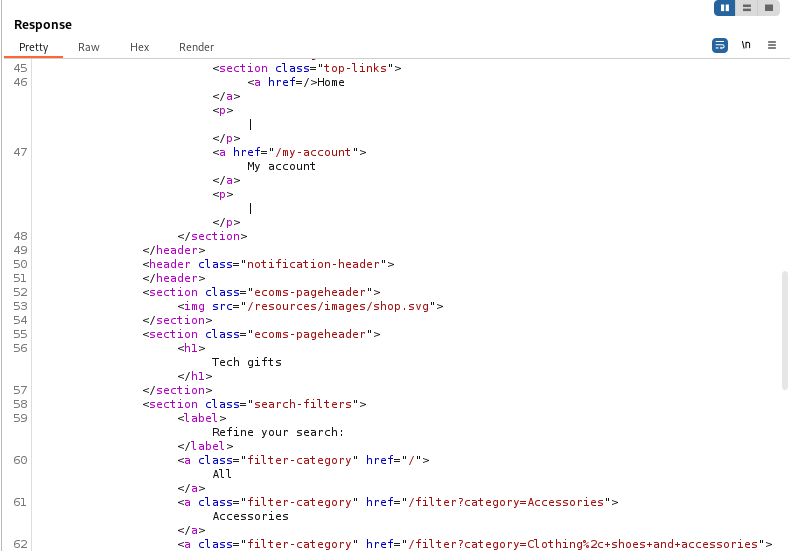 Response
Pretty Raw Hex Render \n
45 <section class="top-links">
46 <a href=/>Home
</a>
<p>
|
</p>
47 <a href="/my-account">
My account
</a>
<p>
|
</p>
48 </section>
49 </header>
50 <header class="notification-header">
51 </header>
52 <section class="ecoms-pageheader">
53 <img src="/resources/images/shop.svg">
54 </section>
55 <section class="ecoms-pageheader">
56 <h1>
Tech gifts
</h1>
57 </section>
58 <section class="search-filters">
59 <label>
Refine your search:
</label>
60 <a class="filter-category" href="/">
All
</a>
61 <a class="filter-category" href="/filter?category=Accessories">
Accessories
</a>
62 <a class="filter-category" href="/filter?category=Clothing%2c+shoes+and+accessories">